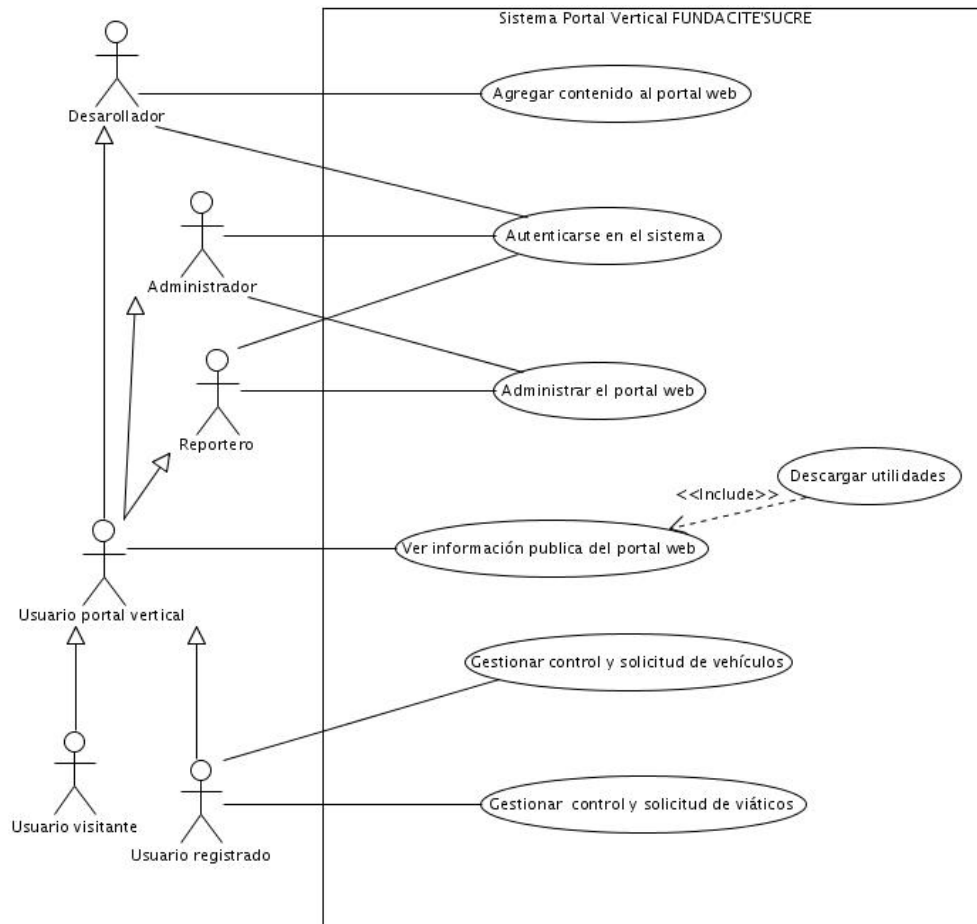 Sistema Portal Vertical FUNDACITE'SUCRE
Desarollador
Agregar contenido al portal web
Autenticarse en el sistema
Administrador
Administrar el portal web
Reportero
Descargar utilidades
<<Include>>
Ver información publica del portal web
Usuario portal vertical
Gestionar control y solicitud de vehículos
Usuario visitante
Gestionar control y solicitud de viáticos
Usuario registrado